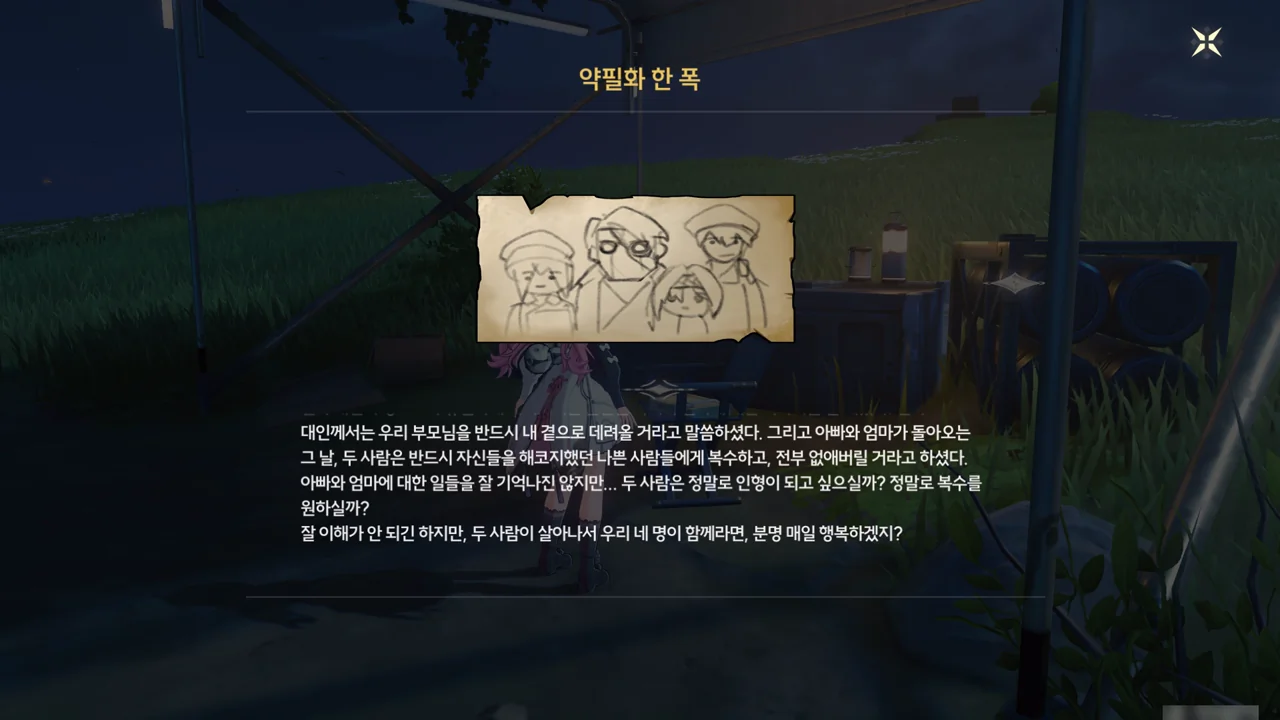 약필화 한 폭
대인께서는 우리 부모님을 반드시 내 곁으로 데려올 거라고 말씀하셨다. 그리고 아빠와 엄마가 돌아오는
그 날, 두 사람은 반드시 자신들을 해코지했던 나쁜 사람들에게 복수하고, 전부 없애버릴 거라고 하셨다.
아빠와 엄마에 대한 일들을 잘 기억나진 않지만... 두 사람은 정말로 인형이 되고 싶으실까? 정말로 복수를
원하실까?
잘 이해가 안 되긴 하지만, 두 사람이 살아나서 우리 네 명이 함께라면, 분명 매일 행복하겠지?